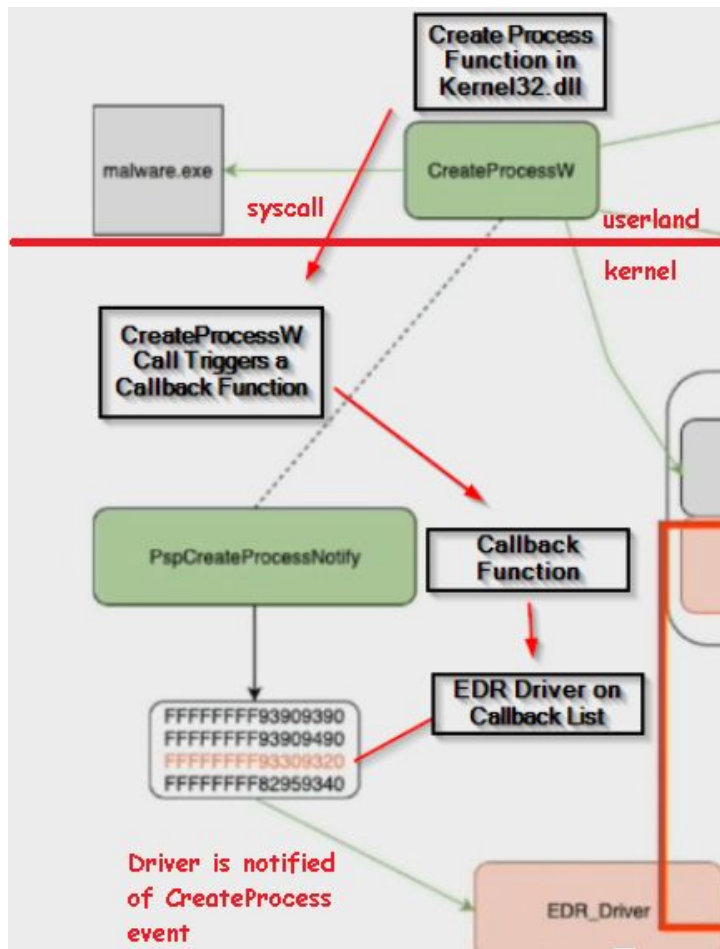 Create Process
Function in
Kernel32.dll
malware.exe
CreateProcessW
syscall
userland
kernel
CreateProcessW
Call Triggers a
Callback Function
PspCreateProcessNotify
Callback
Function
EDR Driver on
Callback List
FFFFFFFF93909390
FFFFFFFF93909490
FFFFFFFF93309320
FFFFFFFF82959340
Driver is notified
of CreateProcess
event
EDR_Driver